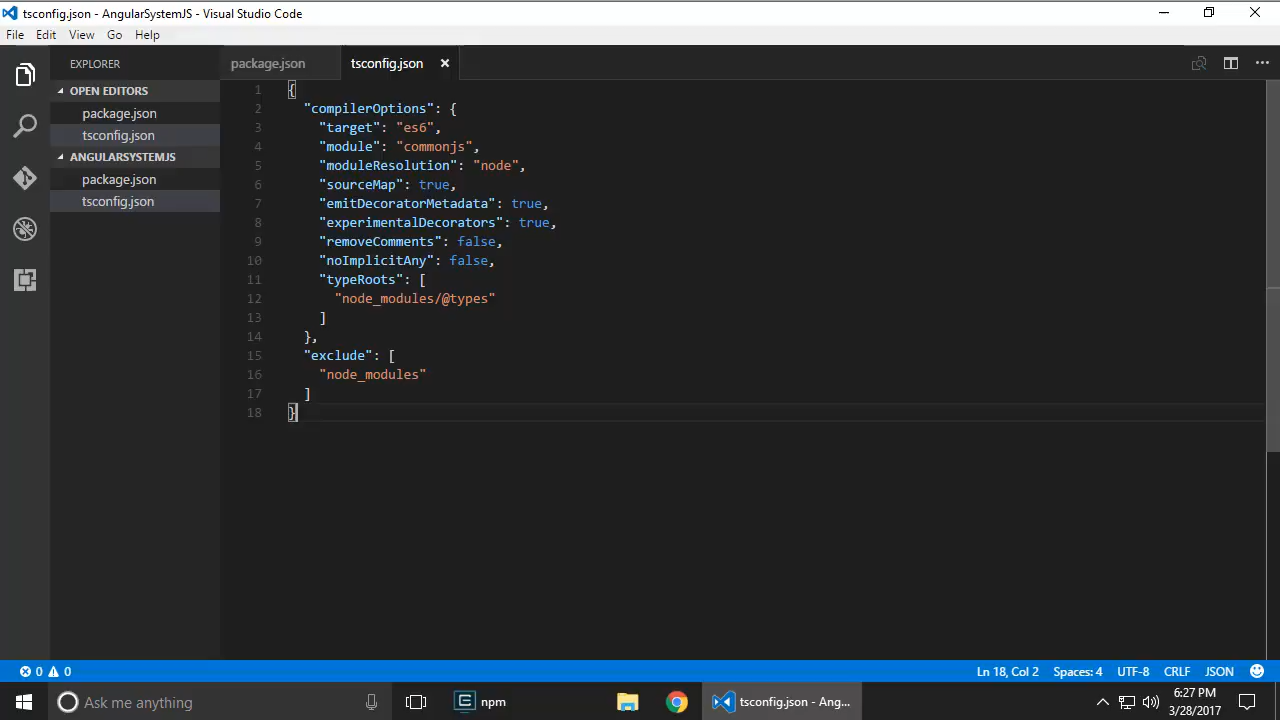 tsconfig.json - AngularSystemJS - Visual Studio Code
File Edit View Go Help
EXPLORER
OPEN EDITORS
package.json
tsconfig.json
ANGULARSYSTEMJS
package.json
tsconfig.json
package.json tsconfig.json
1 {
2 "compilerOptions": {
3 "target": "es6",
4 "module": "commonjs",
5 "moduleResolution": "node",
6 "sourceMap": true,
7 "emitDecoratorMetadata": true,
8 "experimentalDecorators": true,
9 "removeComments": false,
10 "noImplicitAny": false,
11 "typeRoots": [
12 "node_modules/@types"
13 ]
14 },
15 "exclude": [
16 "node_modules"
17 ]
18 }
0 0 Ln 18, Col 2 Spaces: 4 UTF-8 CRLF JSON
Ask me anything npm tsconfig.json - Ang... 6:27 PM
3/28/2017